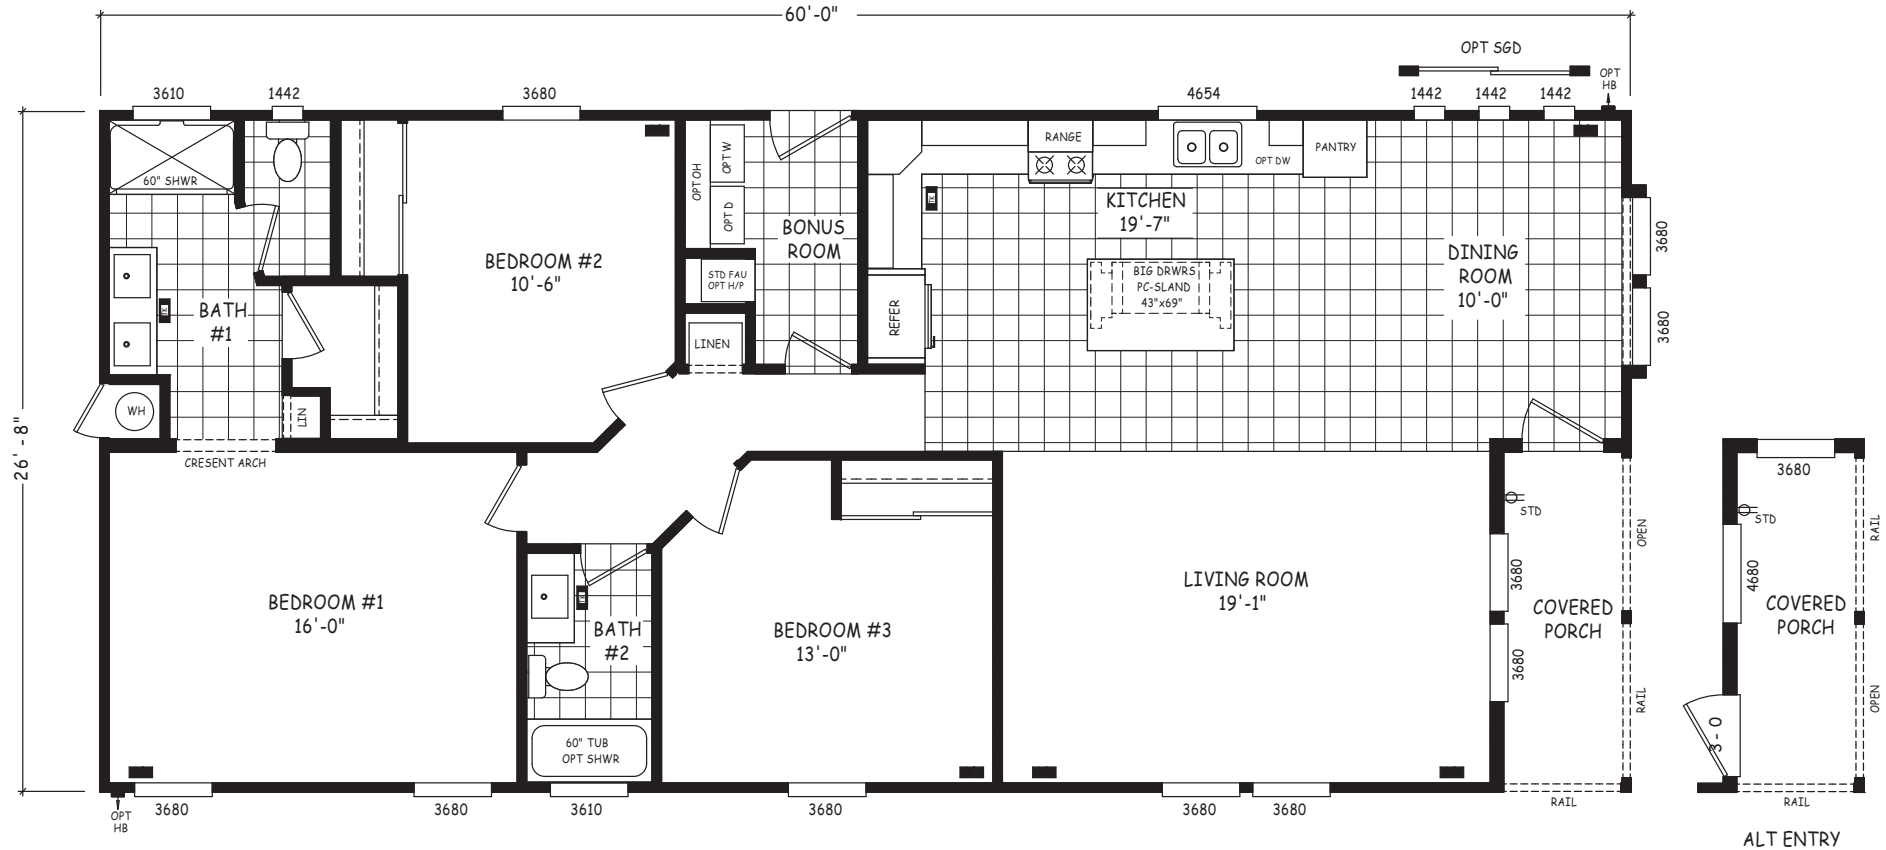 60'-0"
OPT SGD
OPT
HB
3610
1442
3680
4654
1442
1442
1442
60" SHWR
OPT OH
OPT W
OPT D
RANGE
OPT DW
PANTRY
KITCHEN
19'-7"
BONUS
ROOM
DINING
ROOM
10'-0"
3680
3680
BEDROOM #2
10'-6"
STD FAU
OPT H/P
BIG DRWRS
PC-SLAND
43"x69"
REFER
BATH
#1
LINEN
WH
LIN
26' - 8"
CRESENT ARCH
BEDROOM #1
16'-0"
BATH
#2
60" TUB
OPT SHWR
BEDROOM #3
13'-0"
LIVING ROOM
19'-1"
STD
3680
3680
COVERED
PORCH
OPEN
RAIL
RAIL
OPT
HB
3680
3680
3610
3680
3680
3680
3680
STD
4680
COVERED
PORCH
RAIL
OPEN
3-0
RAIL
ALT ENTRY